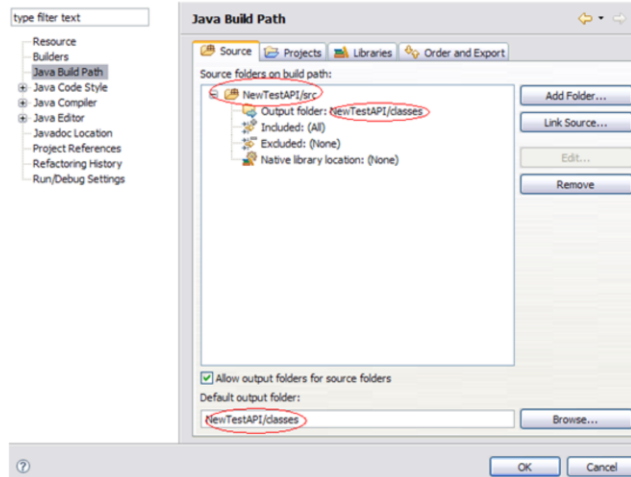 type filter text
Resource
Builders
Java Build Path
Java Code Style
Java Compiler
Java Editor
Javadoc Location
Project References
Refactoring History
Run/Debug Settings
Java Build Path
Source
Projects
Libraries
Order and Export
Source folders on build path:
NewTestAPI/src
Output folder: NewTestAPI/classes
Included: (All)
Excluded: (None)
Native library location: (None)
Add Folder...
Link Source...
Edit...
Remove
Allow output folders for source folders
Default output folder:
NewTestAPI/classes
Browse...
OK
Cancel